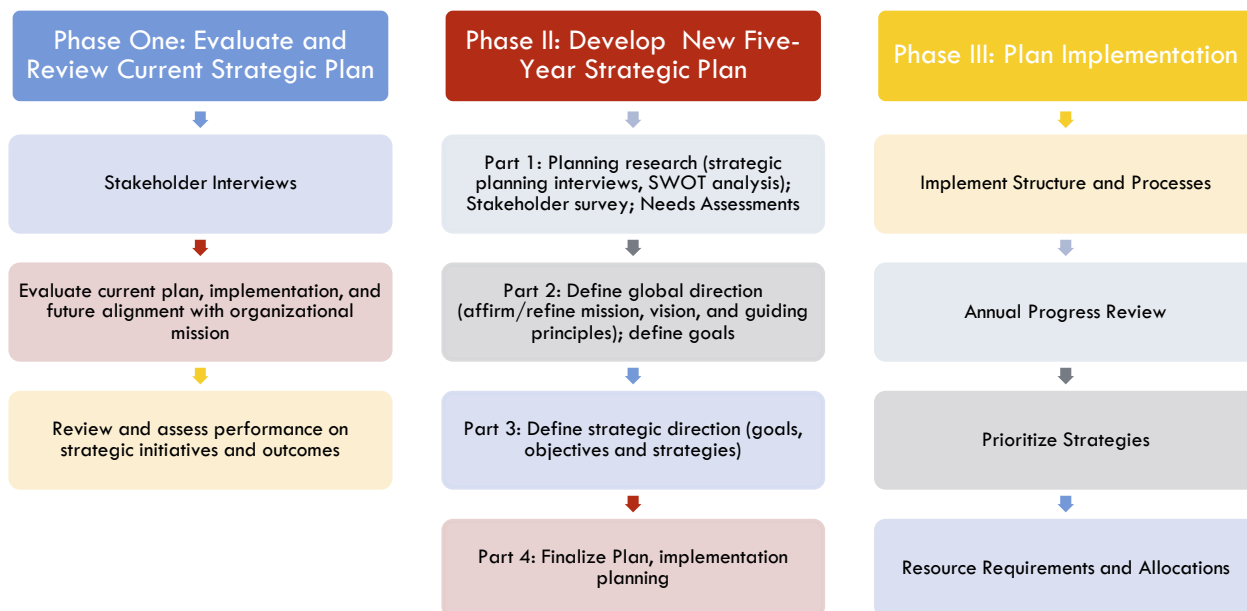 Phase One: Evaluate and
Review Current Strategic Plan
Stakeholder Interviews
Evaluate current plan, implementation, and
future alignment with organizational
mission
Review and assess performance on
strategic initiatives and outcomes
Phase II: Develop  New Five-
Year Strategic Plan
Part 1: Planning research (strategic
planning interviews, SWOT analysis);
Stakeholder survey; Needs Assessments
Part 2: Define global direction
(affirm/refine mission, vision, and guiding
principles); define goals
Part 3: Define strategic direction (goals,
objectives and strategies)
Part 4: Finalize Plan, implementation
planning
Phase III: Plan Implementation
Implement Structure and Processes
Annual Progress Review
Prioritize Strategies
Resource Requirements and Allocations